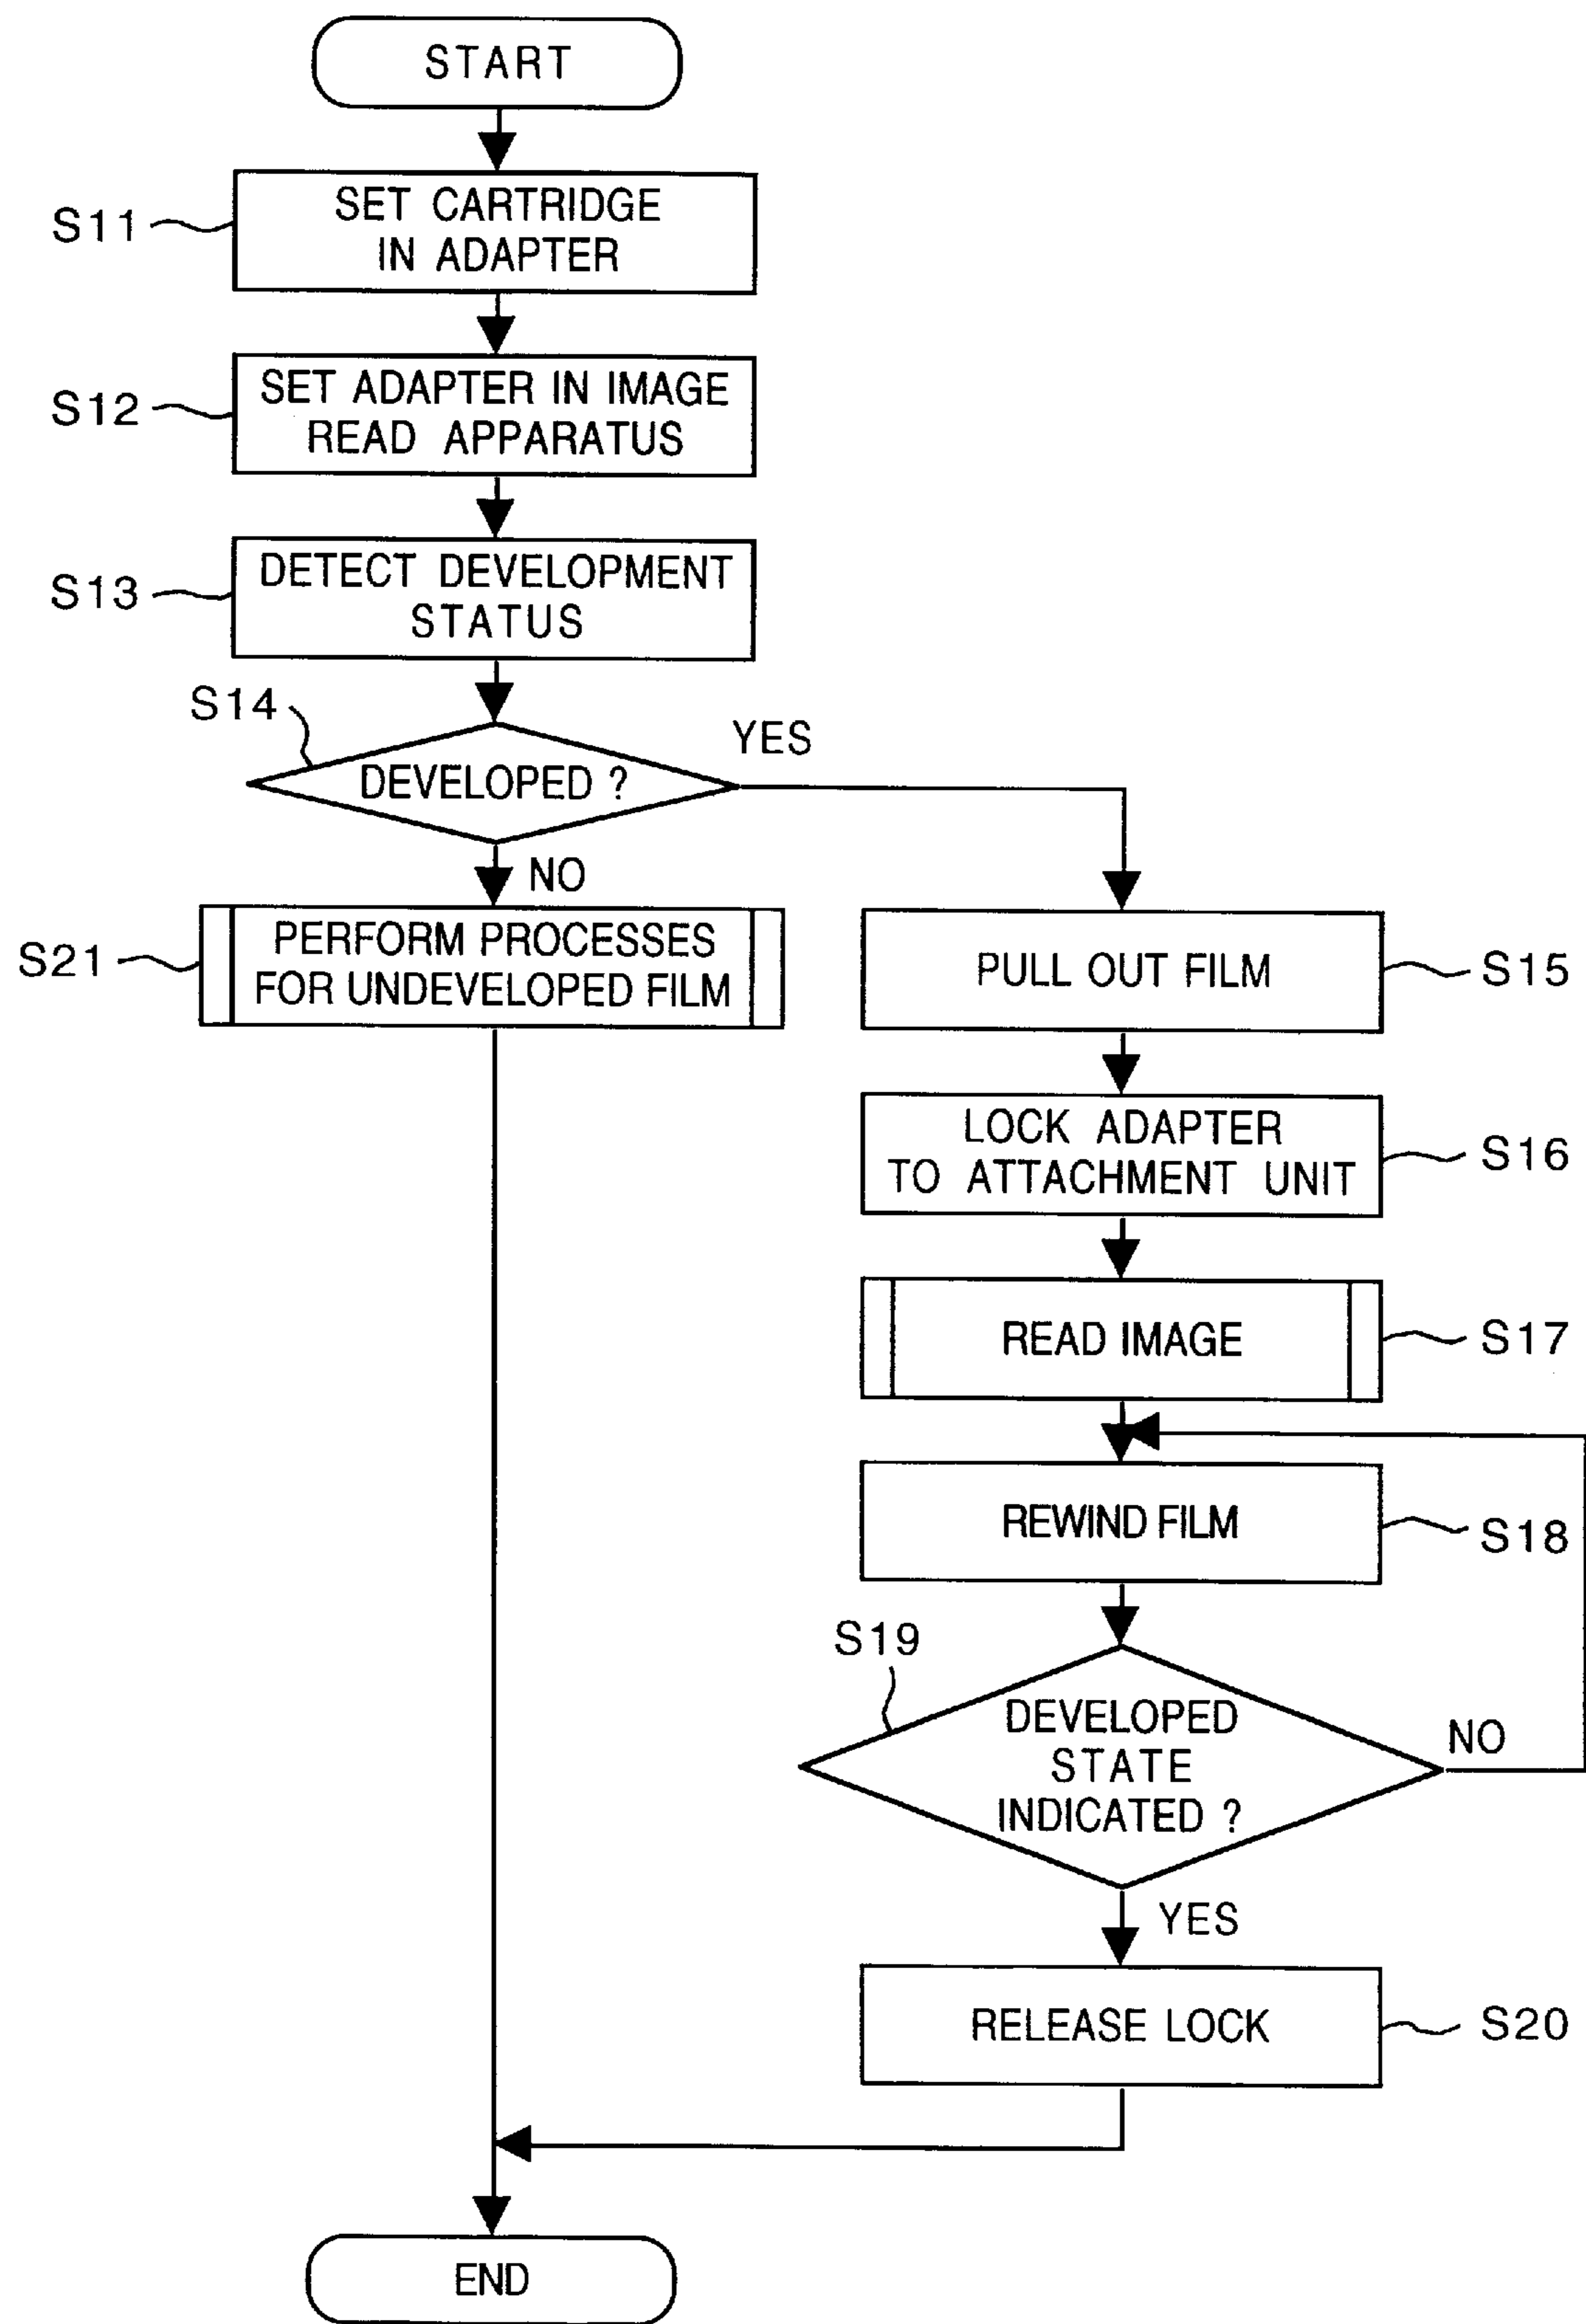 START
S11
SET CARTRIDGE
IN ADAPTER
S12
SET ADAPTER IN IMAGE
READ APPARATUS
S13
DETECT DEVELOPMENT
STATUS
S14
DEVELOPED ?
YES
NO
S21
PERFORM PROCESSES
FOR UNDEVELOPED FILM
PULL OUT FILM
S15
LOCK ADAPTER
TO ATTACHMENT UNIT
S16
READ IMAGE
S17
REWIND FILM
S18
S19
DEVELOPED
STATE
INDICATED ?
NO
YES
RELEASE LOCK
S20
END